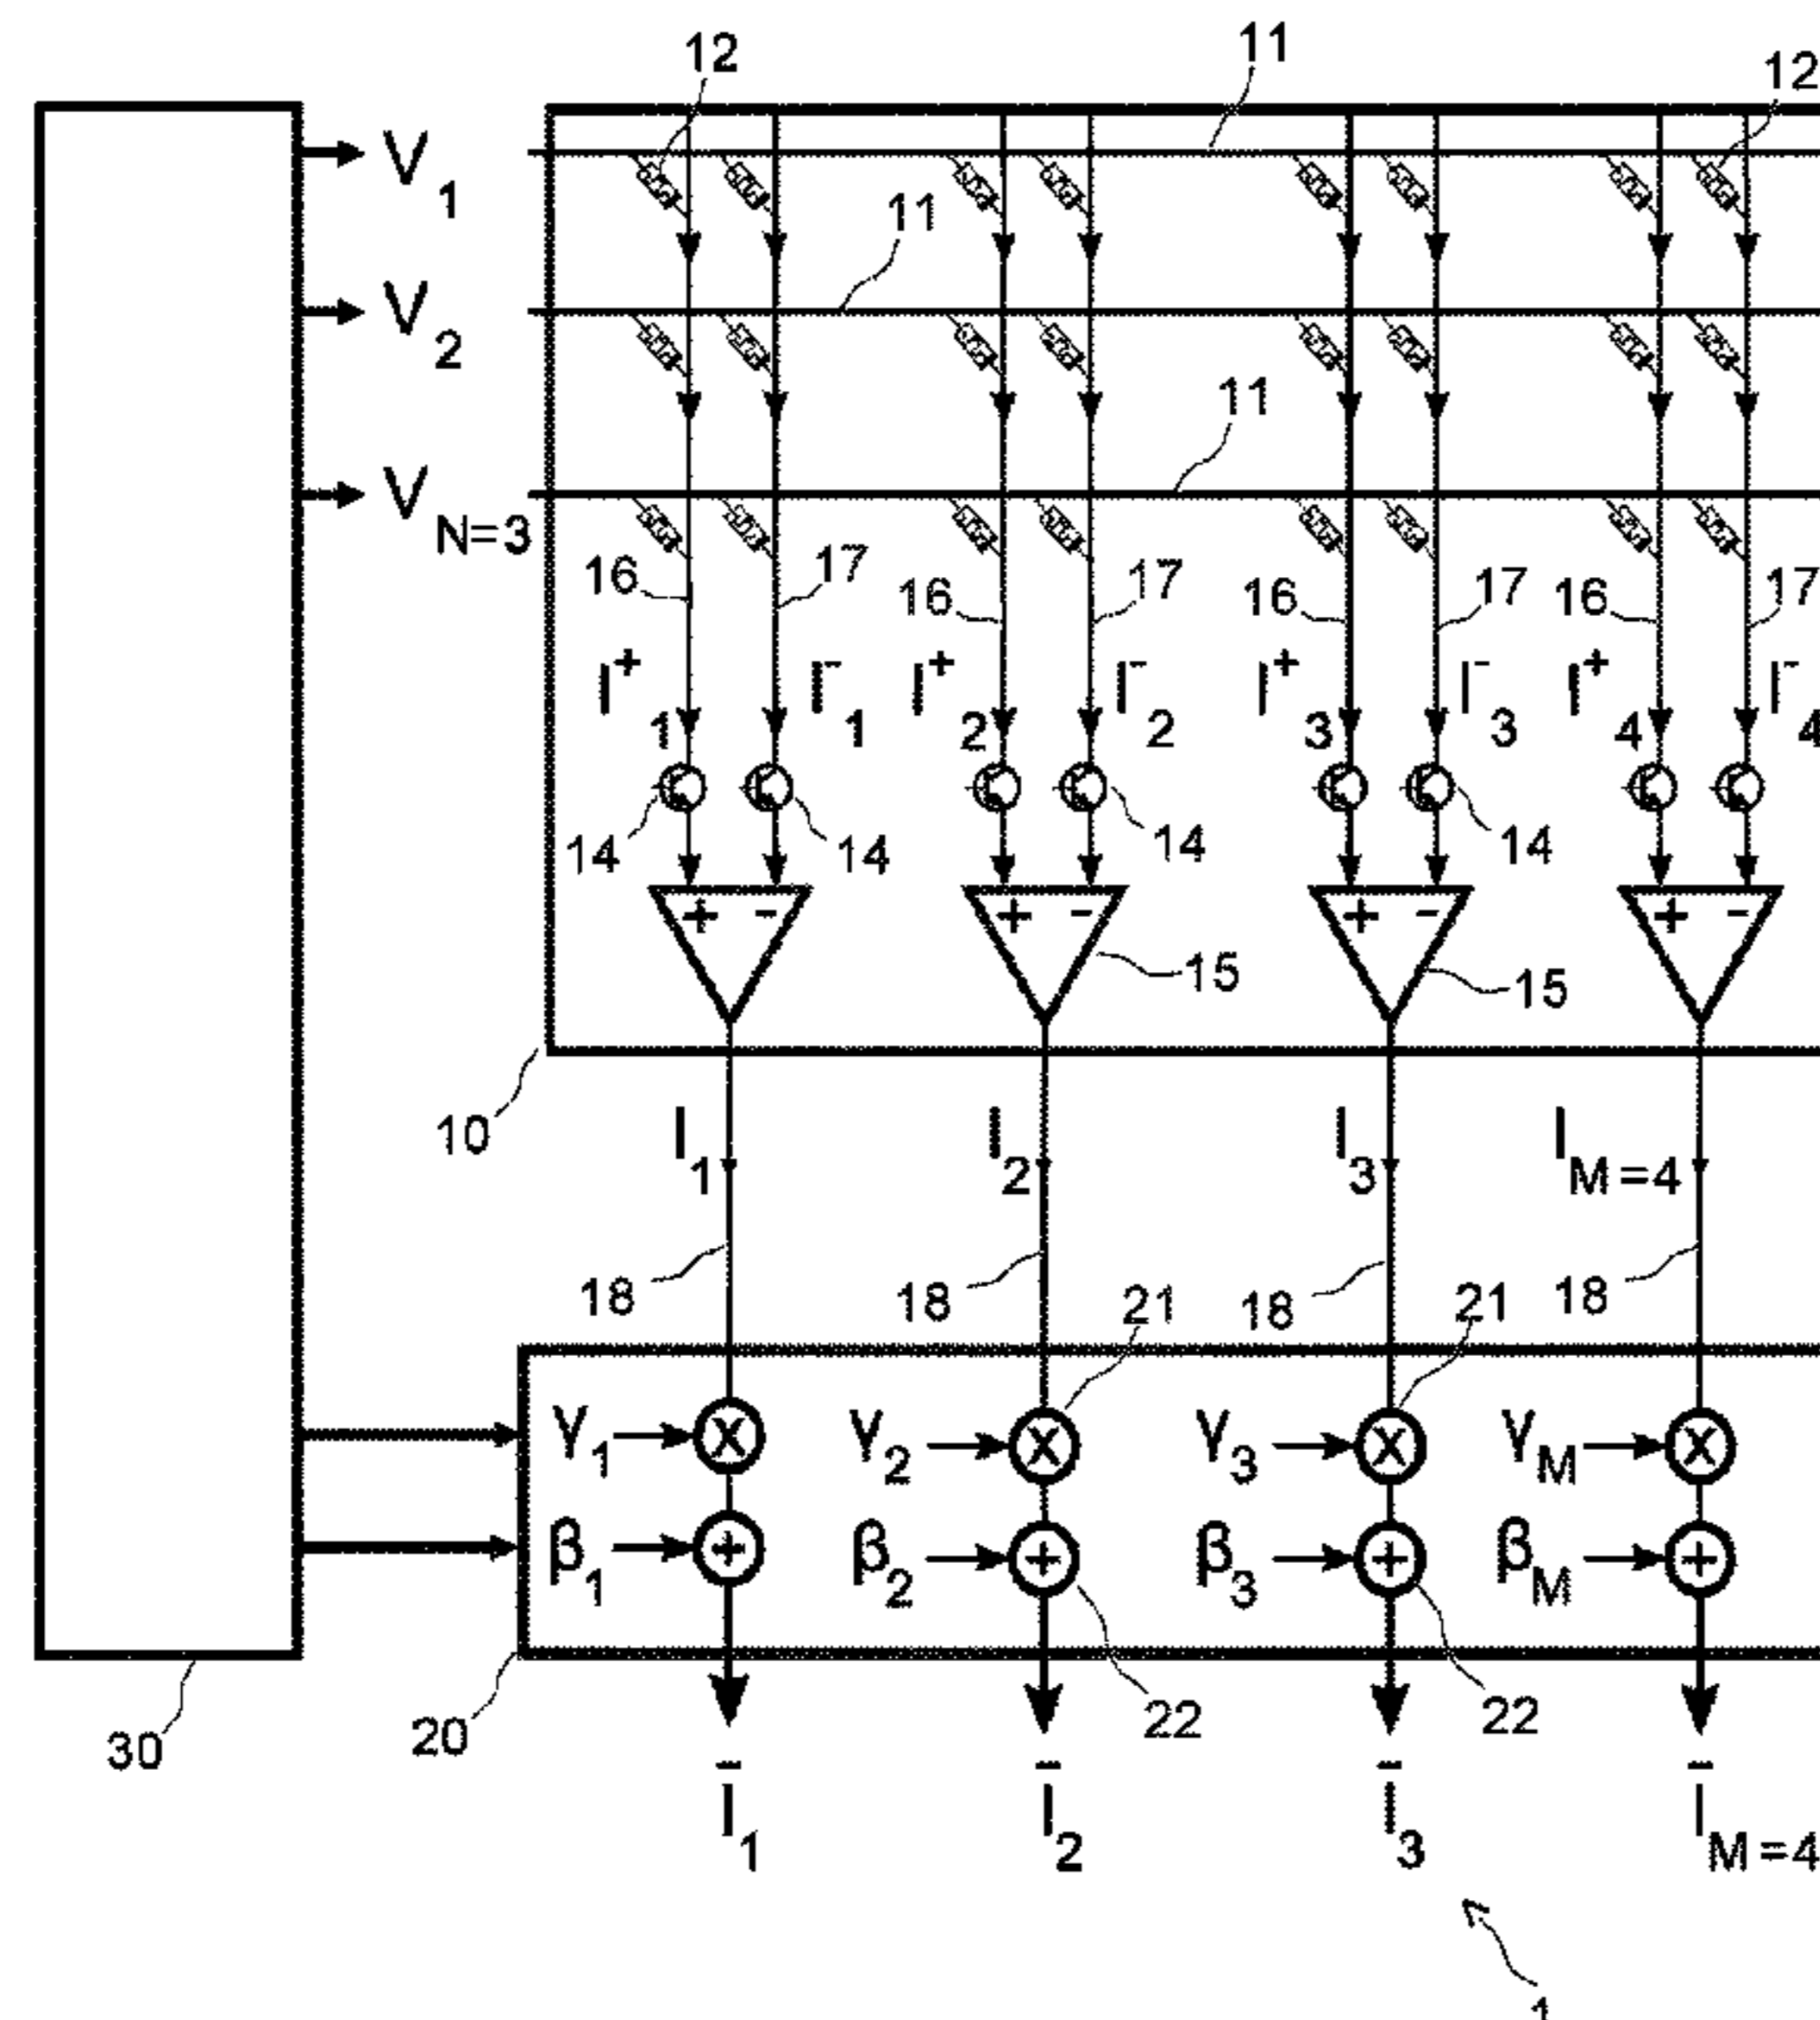 12 11 12
V1
11
V2
11
VN=3
16 17 16 17 16 17 16 17
I+1 I-1 I+2 I-2 I+3 I-3 I+4 I-4
14 14 14 14
+ - + - + - + -
15 15
10
I1 I2 I3 IM=4
18 18 21 18 21 18
γ1 X γ2 X γ3 X γM X
β1 + β2 + β3 + βM +
30 20 22 22
Ī1 Ī2 Ī3 ĪM=4
1